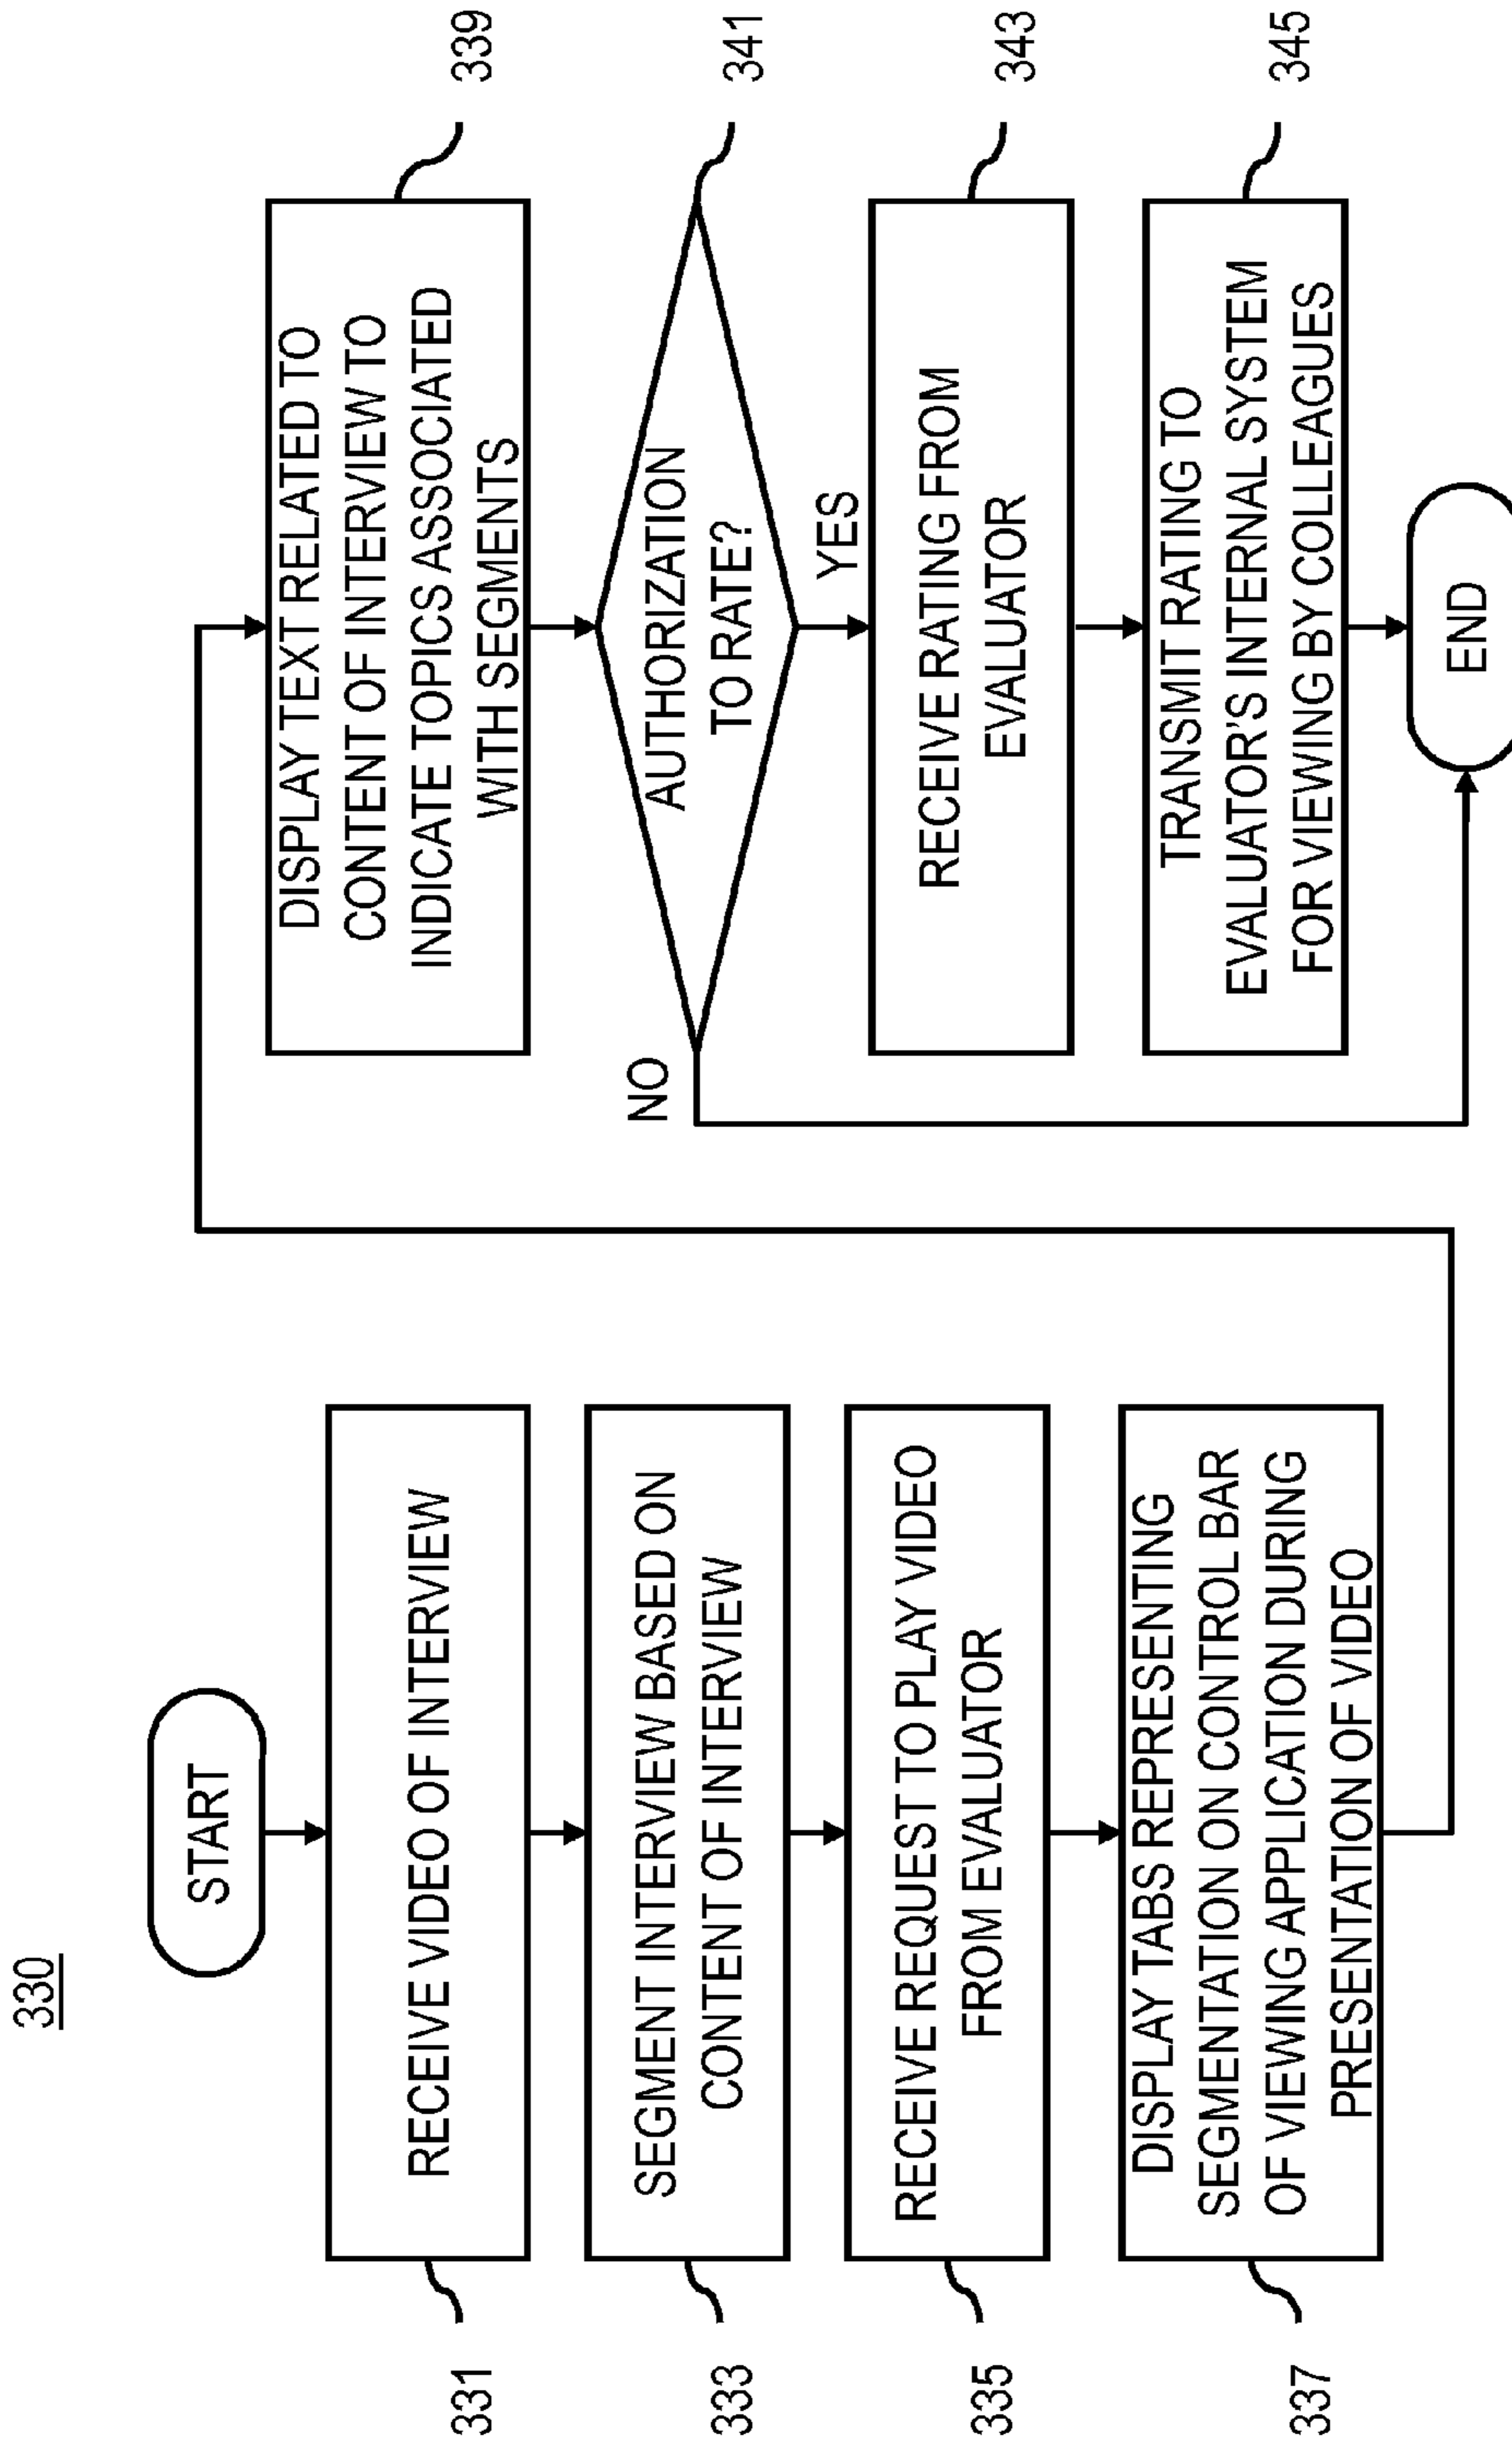 330
START
RECEIVE VIDEO OF INTERVIEW
331
SEGMENT INTERVIEW BASED ON
CONTENT OF INTERVIEW
333
RECEIVE REQUEST TO PLAY VIDEO
FROM EVALUATOR
335
DISPLAY TABS REPRESENTING
SEGMENTATION ON CONTROL BAR
OF VIEWING APPLICATION DURING
PRESENTATION OF VIDEO
337
DISPLAY TEXT RELATED TO
CONTENT OF INTERVIEW TO
INDICATE TOPICS ASSOCIATED
WITH SEGMENTS
339
AUTHORIZATION
TO RATE?
341
NO
YES
RECEIVE RATING FROM
EVALUATOR
343
TRANSMIT RATING TO
EVALUATOR'S INTERNAL SYSTEM
FOR VIEWING BY COLLEAGUES
345
END